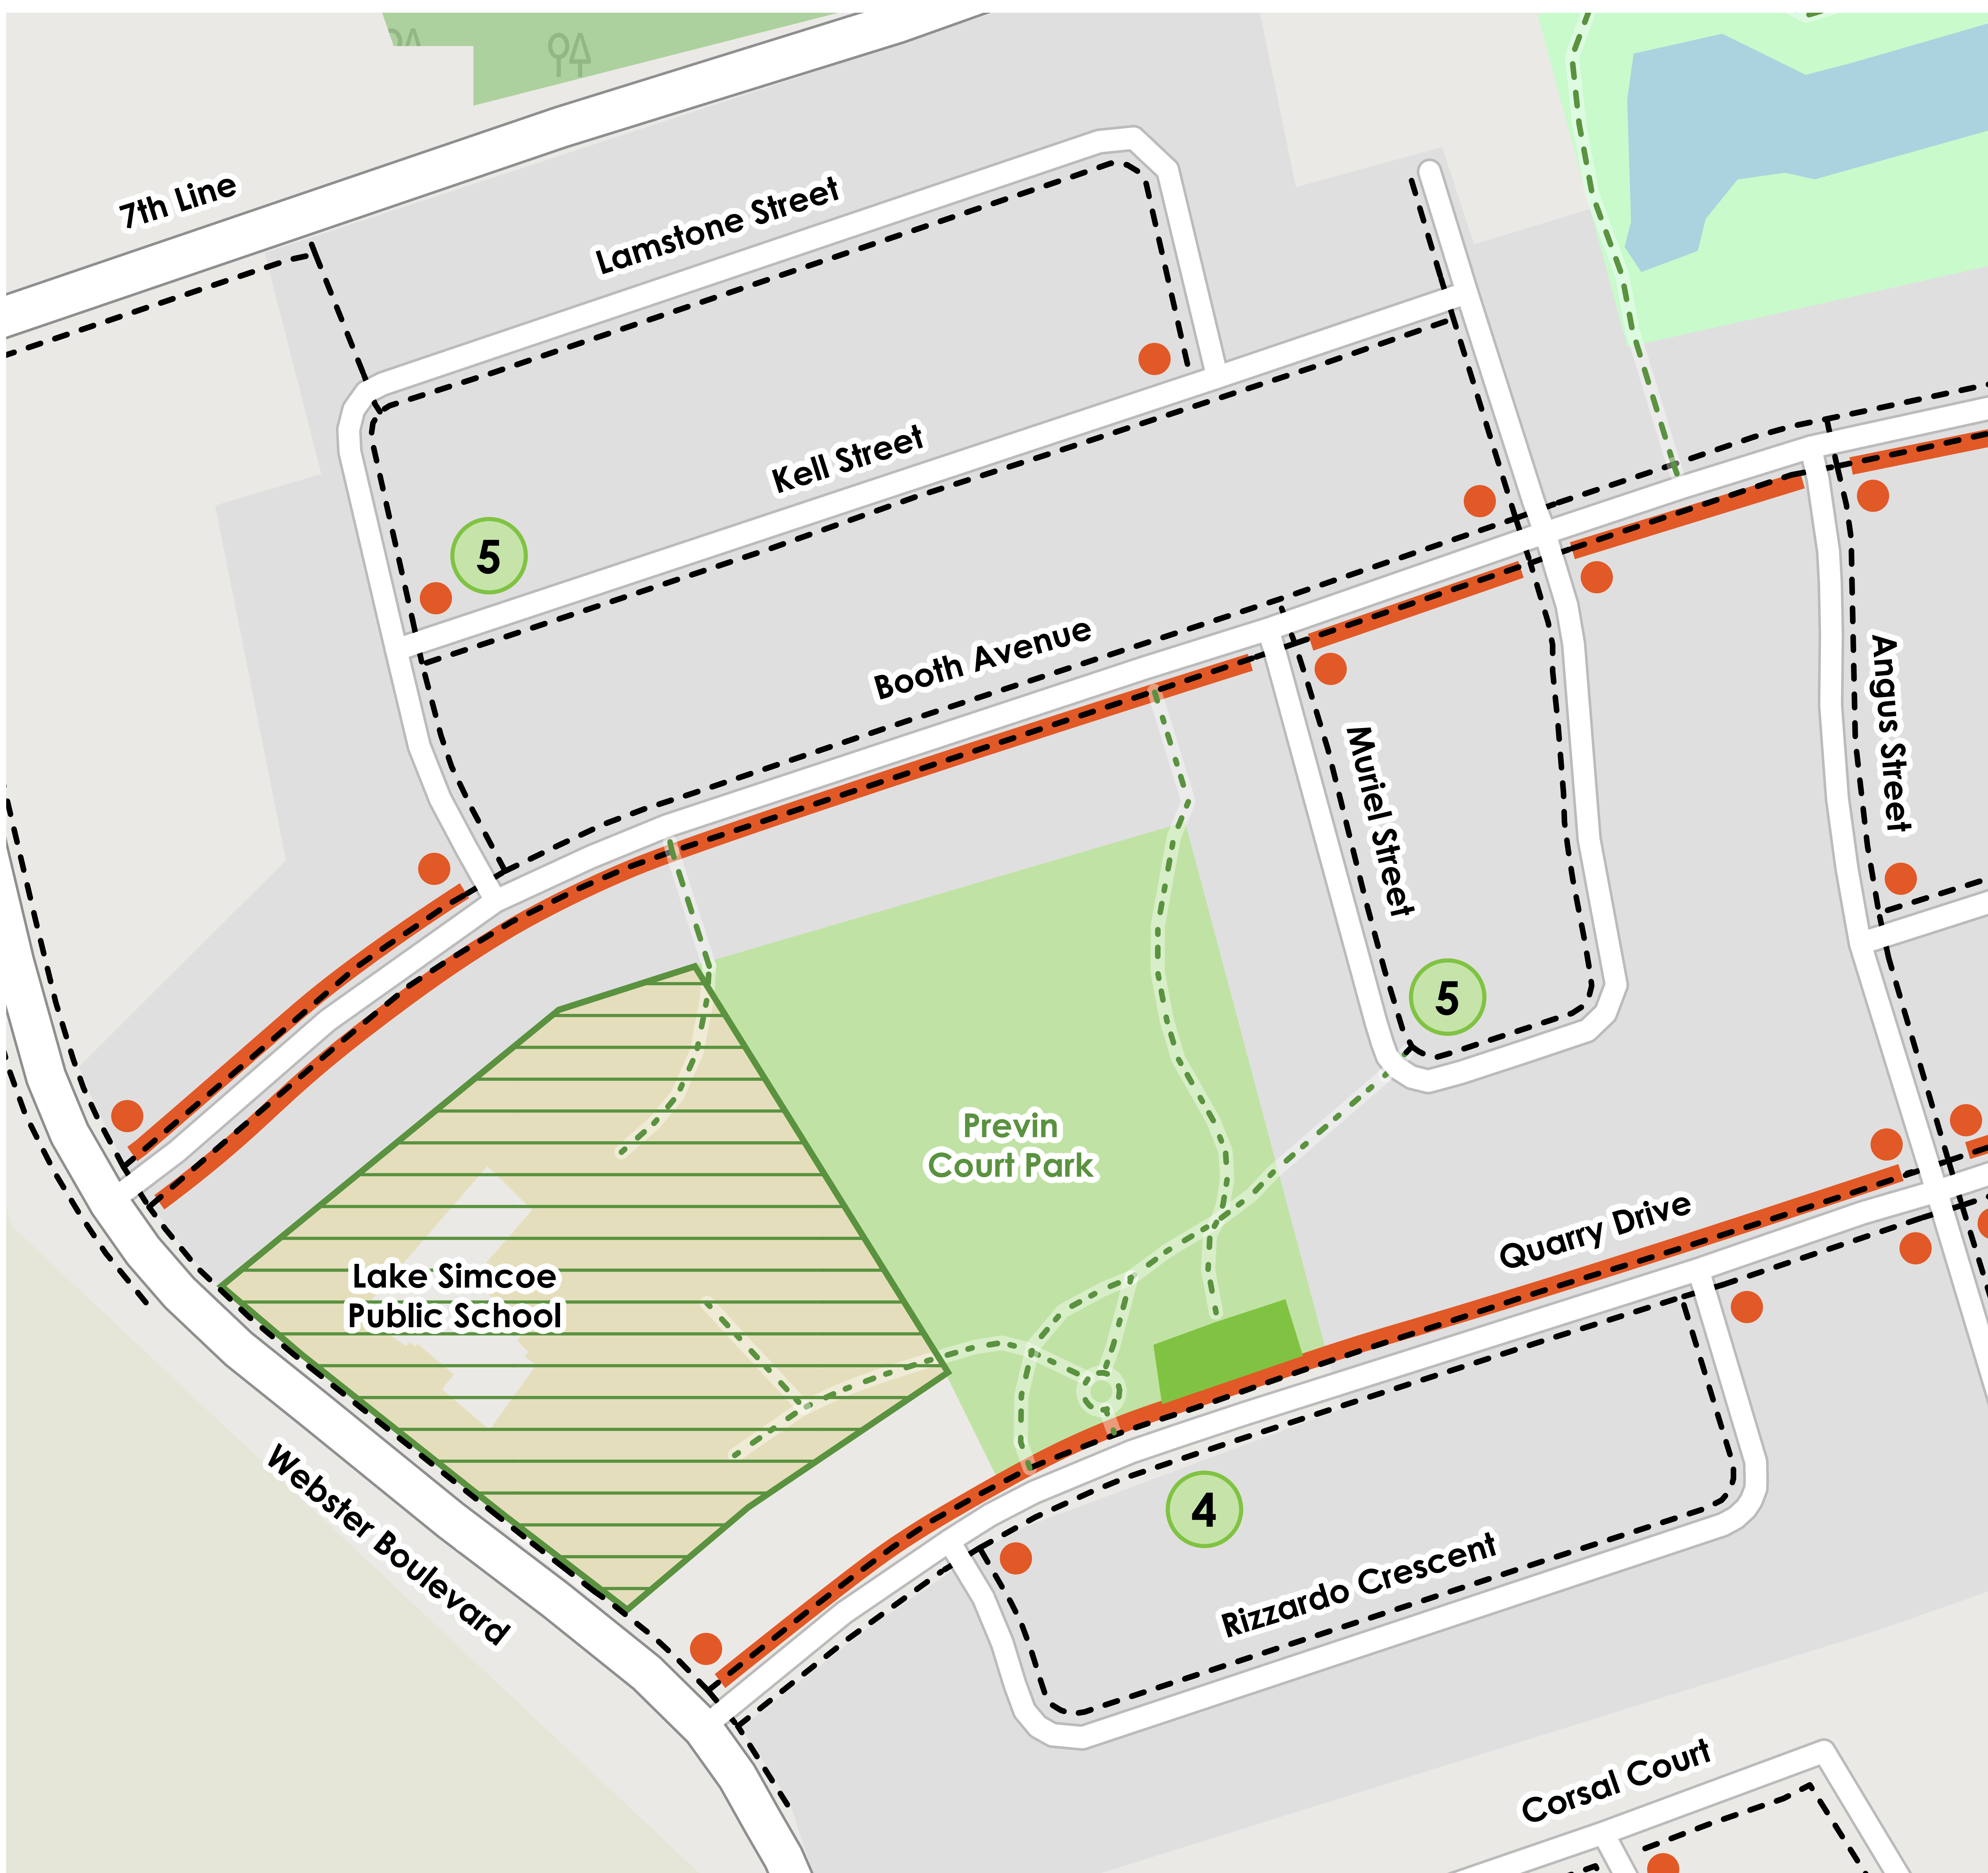 7th Line
Lamstone Street
Kell Street
5
Booth Avenue
Muriel Street
Angus Street
5
Previn
Court Park
Lake Simcoe
Public School
Quarry Drive
Webster Boulevard
4
Rizzardo Crescent
Corsal Court